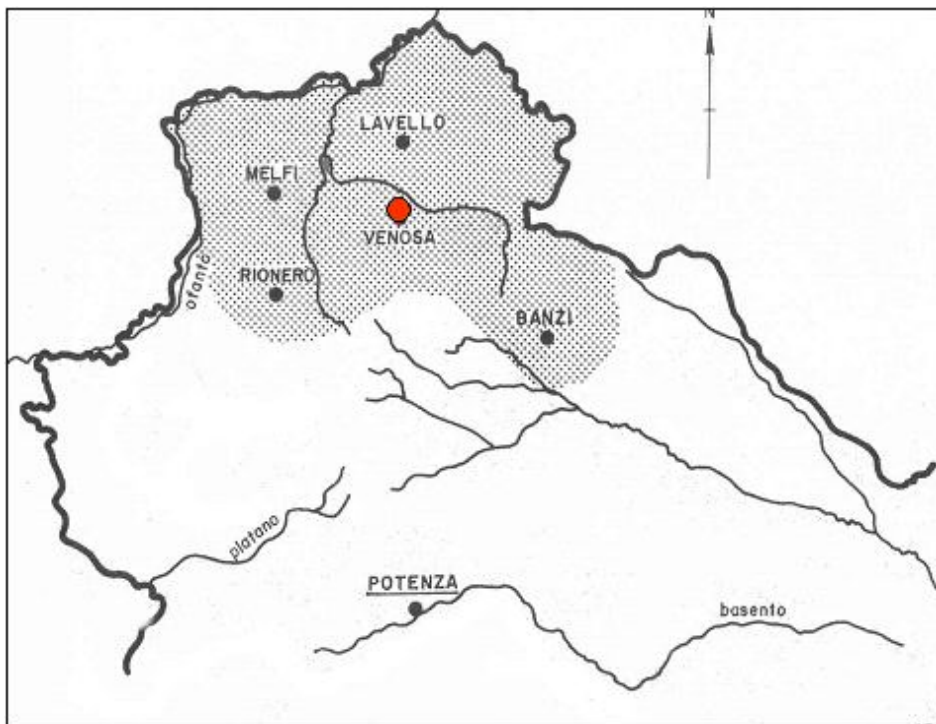 N
LAVELLO
MELFI
VENOSA
ofanto
RIONERO
BANZI
platano
POTENZA
basento